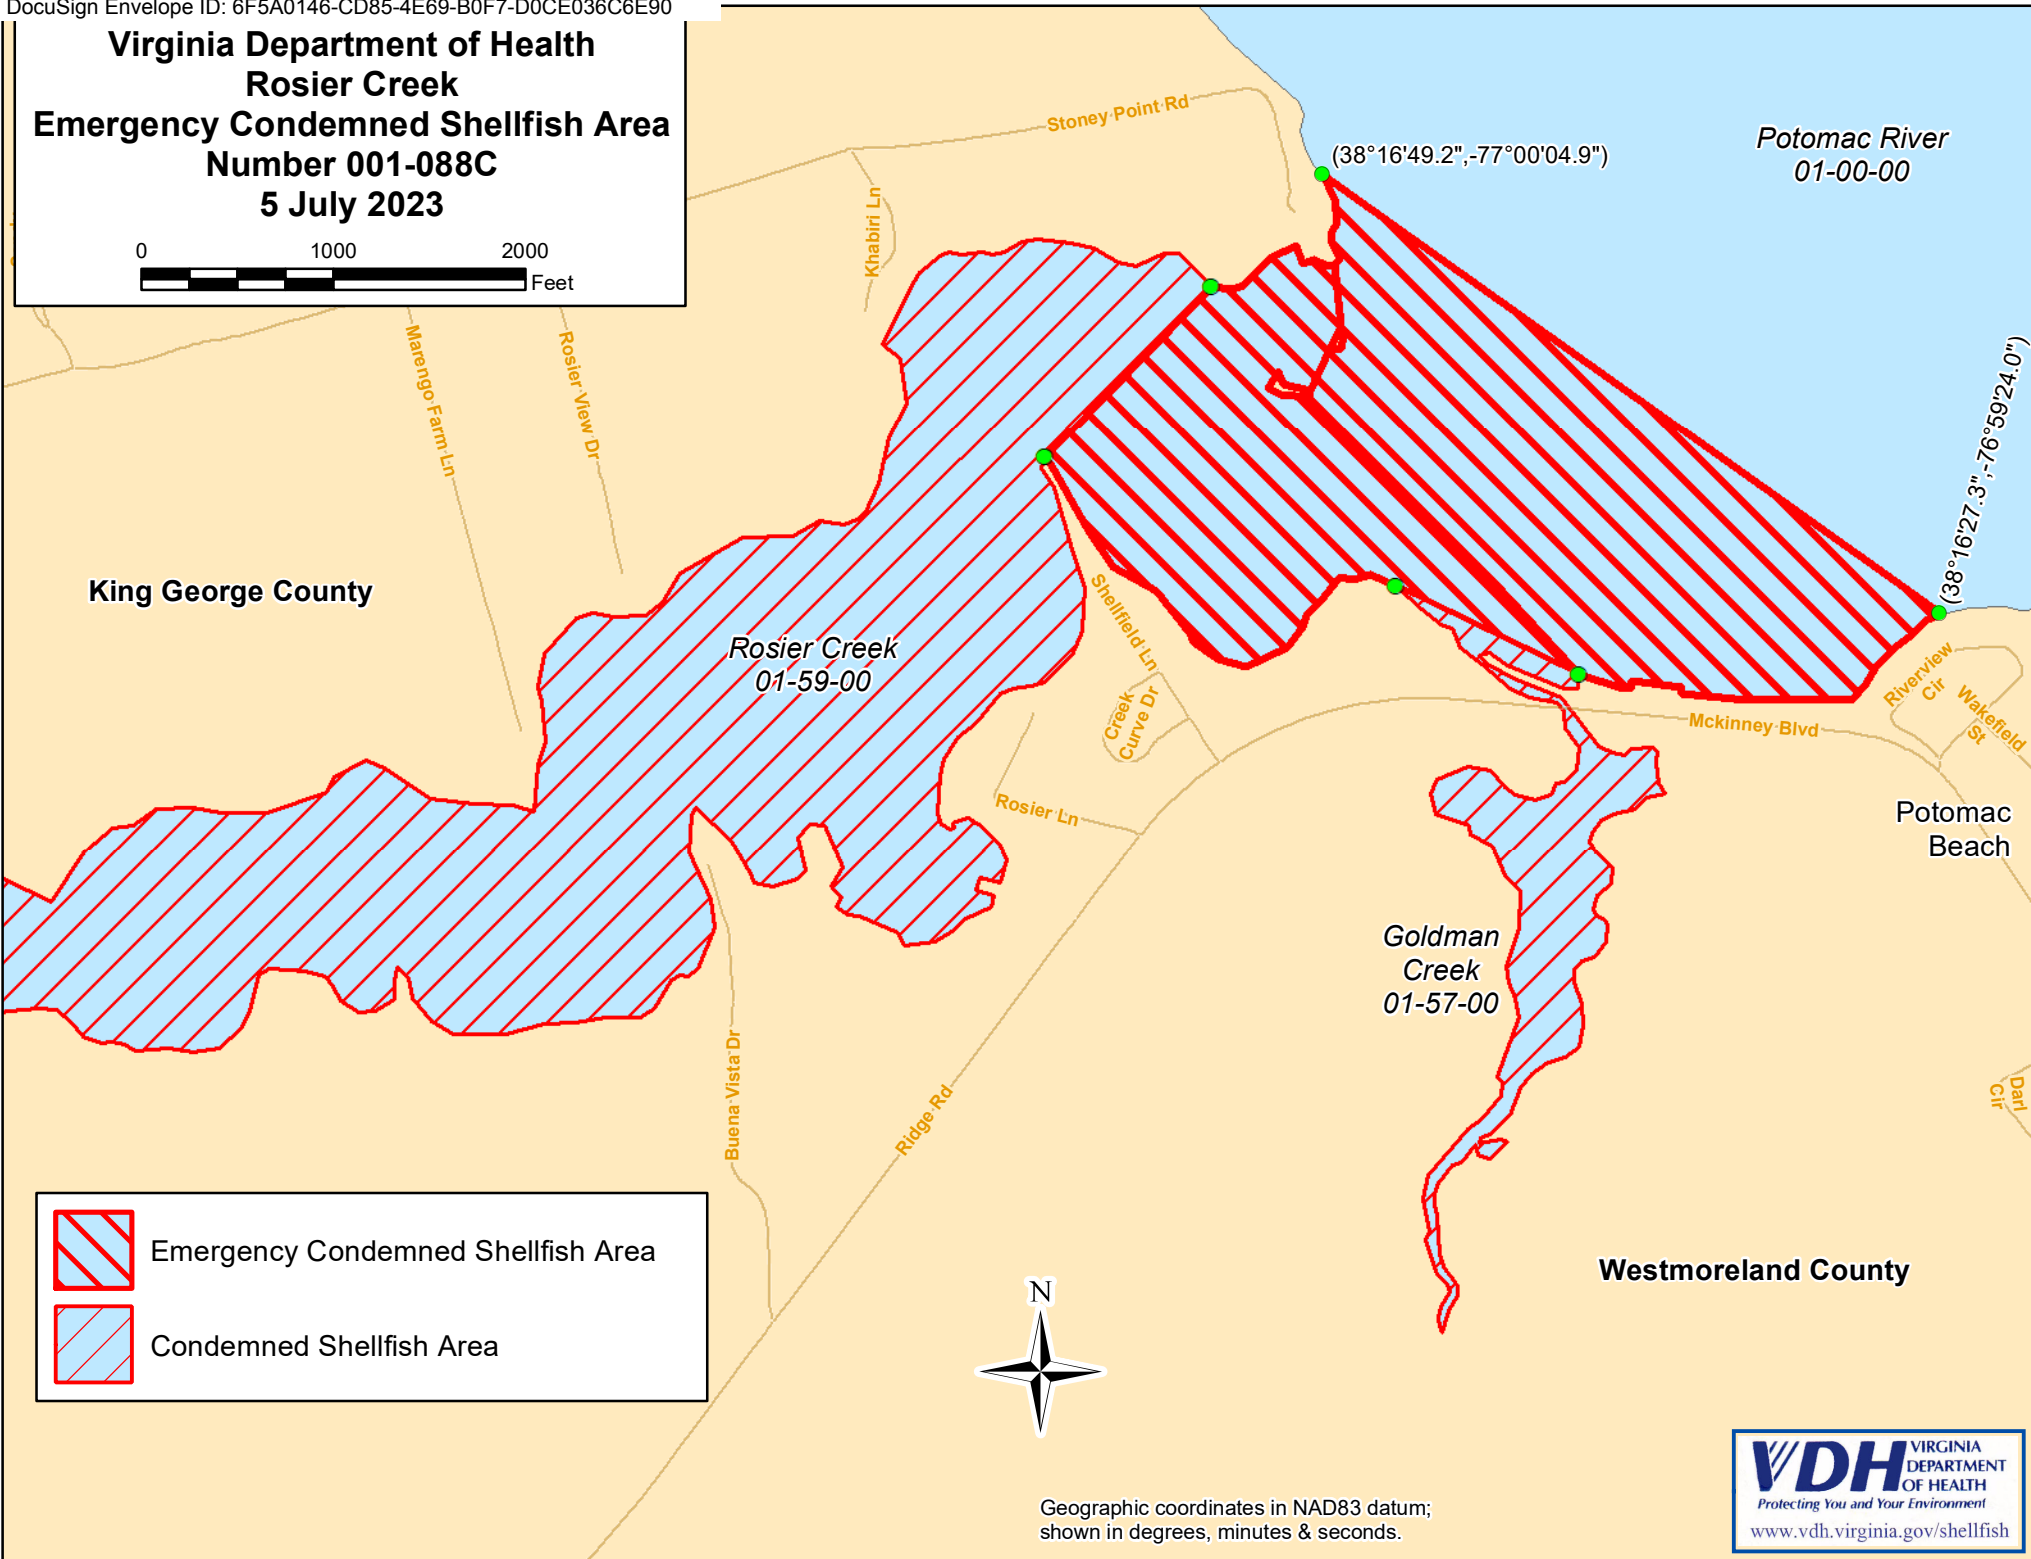 DocuSign Envelope ID: 6F5A0146-CD85-4E69-B0F7-D0CE036C6E90
Virginia Department of Health
Rosier Creek
Emergency Condemned Shellfish Area
Number 001-088C
5 July 2023
0 1000 2000
Feet
Stoney Point Rd
(38°16'49.2",-77°00'04.9")
Potomac River
01-00-00
Khabiri Ln
Marengo Farm Ln
Rosier View Dr
(38°16'27.3",-76°59'24.0")
King George County
Rosier Creek
01-59-00
Shellfield Ln
Creek
Curve Dr
Riverview
Cir
Wakefield
St
Mckinney Blvd
Rosier Ln
Potomac
Beach
Goldman
Creek
01-57-00
Buena Vista Dr
Ridge Rd
Darl
Cir
Emergency Condemned Shellfish Area
Condemned Shellfish Area
Westmoreland County
N
Geographic coordinates in NAD83 datum;
shown in degrees, minutes & seconds.
VDH
VIRGINIA
DEPARTMENT
OF HEALTH
Protecting You and Your Environment
www.vdh.virginia.gov/shellfish